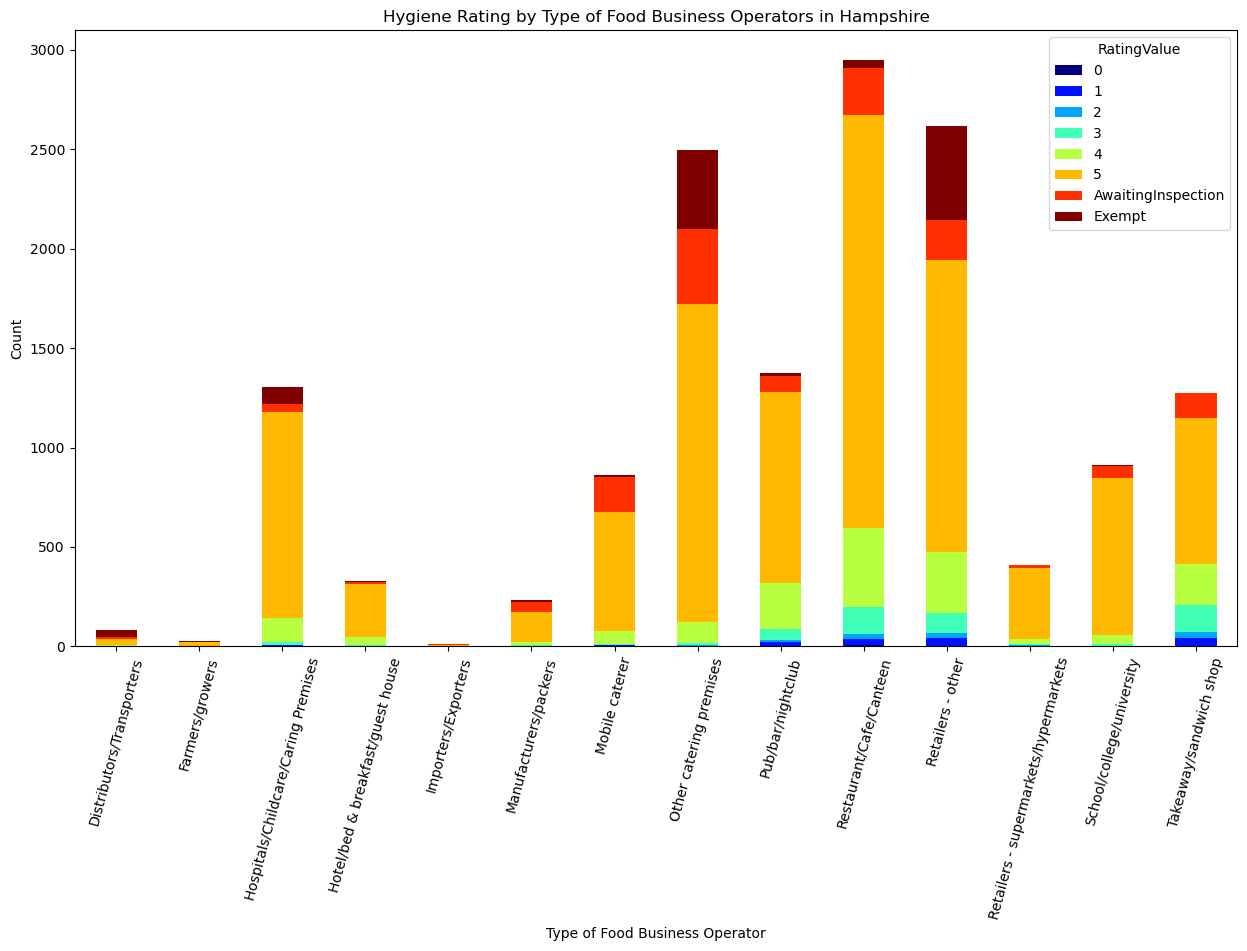 Hygiene Rating by Type of Food Business Operators in Hampshire
RatingValue
0
1
2
3
4
5
AwaitingInspection
Exempt
3000
2500
2000
1500
1000
500
0
Count
Distributors/Transporters
Farmers/growers
Hospitals/Childcare/Caring Premises
Hotel/bed & breakfast/guest house
Importers/Exporters
Manufacturers/packers
Mobile caterer
Other catering premises
Pub/bar/nightclub
Restaurant/Cafe/Canteen
Retailers - other
Retailers - supermarkets/hypermarkets
School/college/university
Takeaway/sandwich shop
Type of Food Business Operator